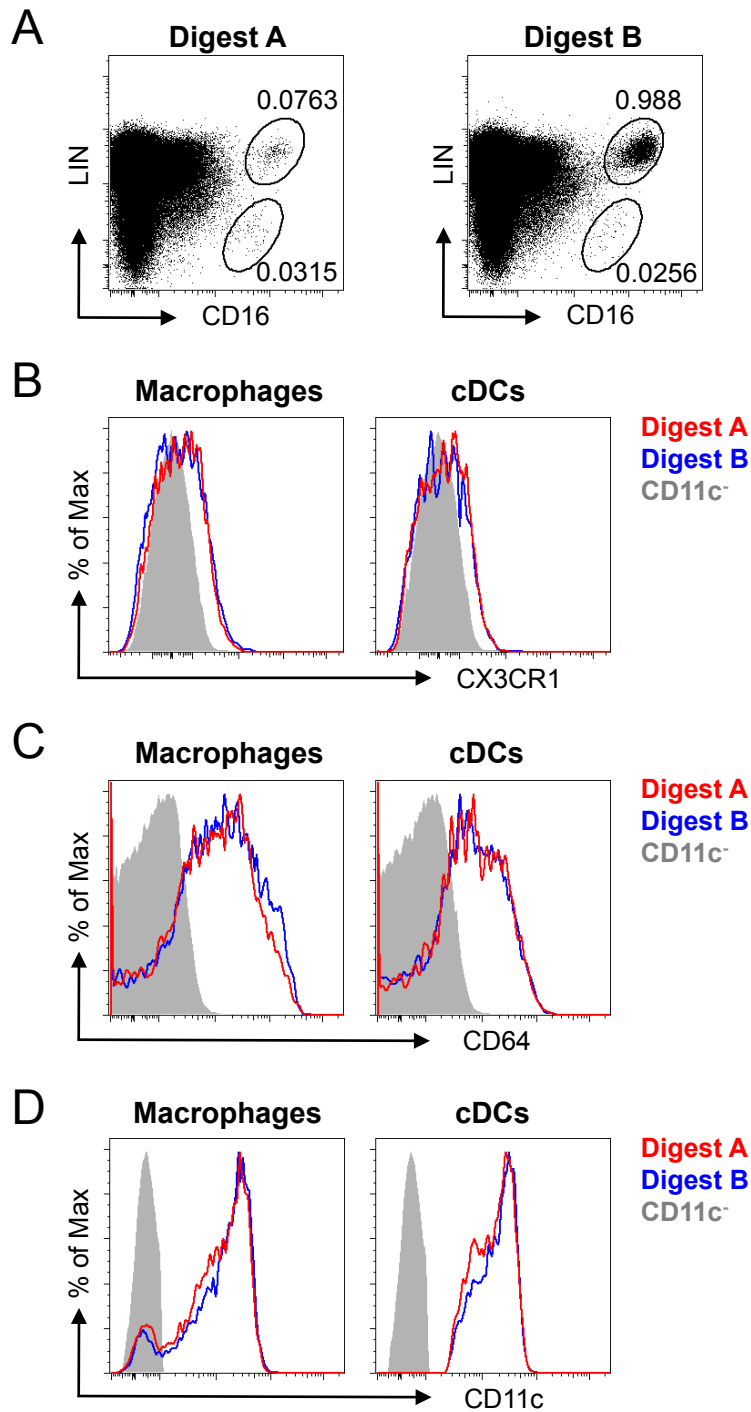 A
Digest A
Digest B
0.0763
0.988
LIN
LIN
0.0315
0.0256
CD16
CD16
B
Macrophages
cDCs
Digest A
Digest B
CD11c⁻
% of Max
CX3CR1
C
Macrophages
cDCs
Digest A
Digest B
CD11c⁻
% of Max
CD64
D
Macrophages
cDCs
Digest A
Digest B
CD11c⁻
% of Max
CD11c